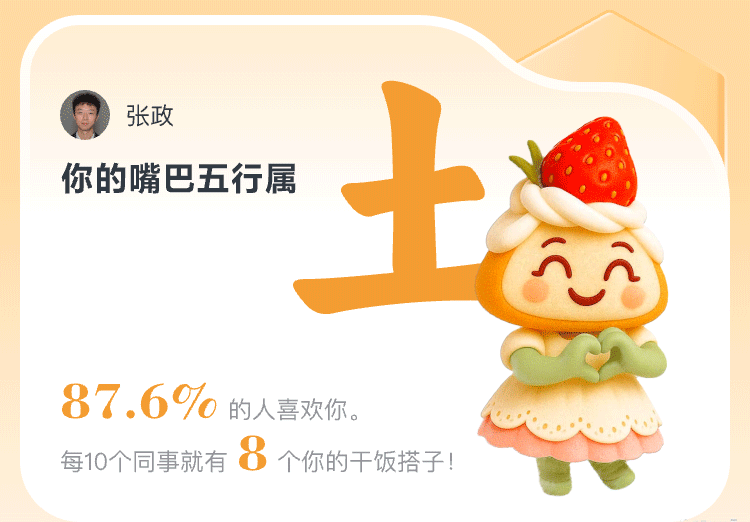 张政
你的嘴巴五行属
土
87.6% 的人喜欢你。
每10个同事就有 8 个你的干饭搭子!